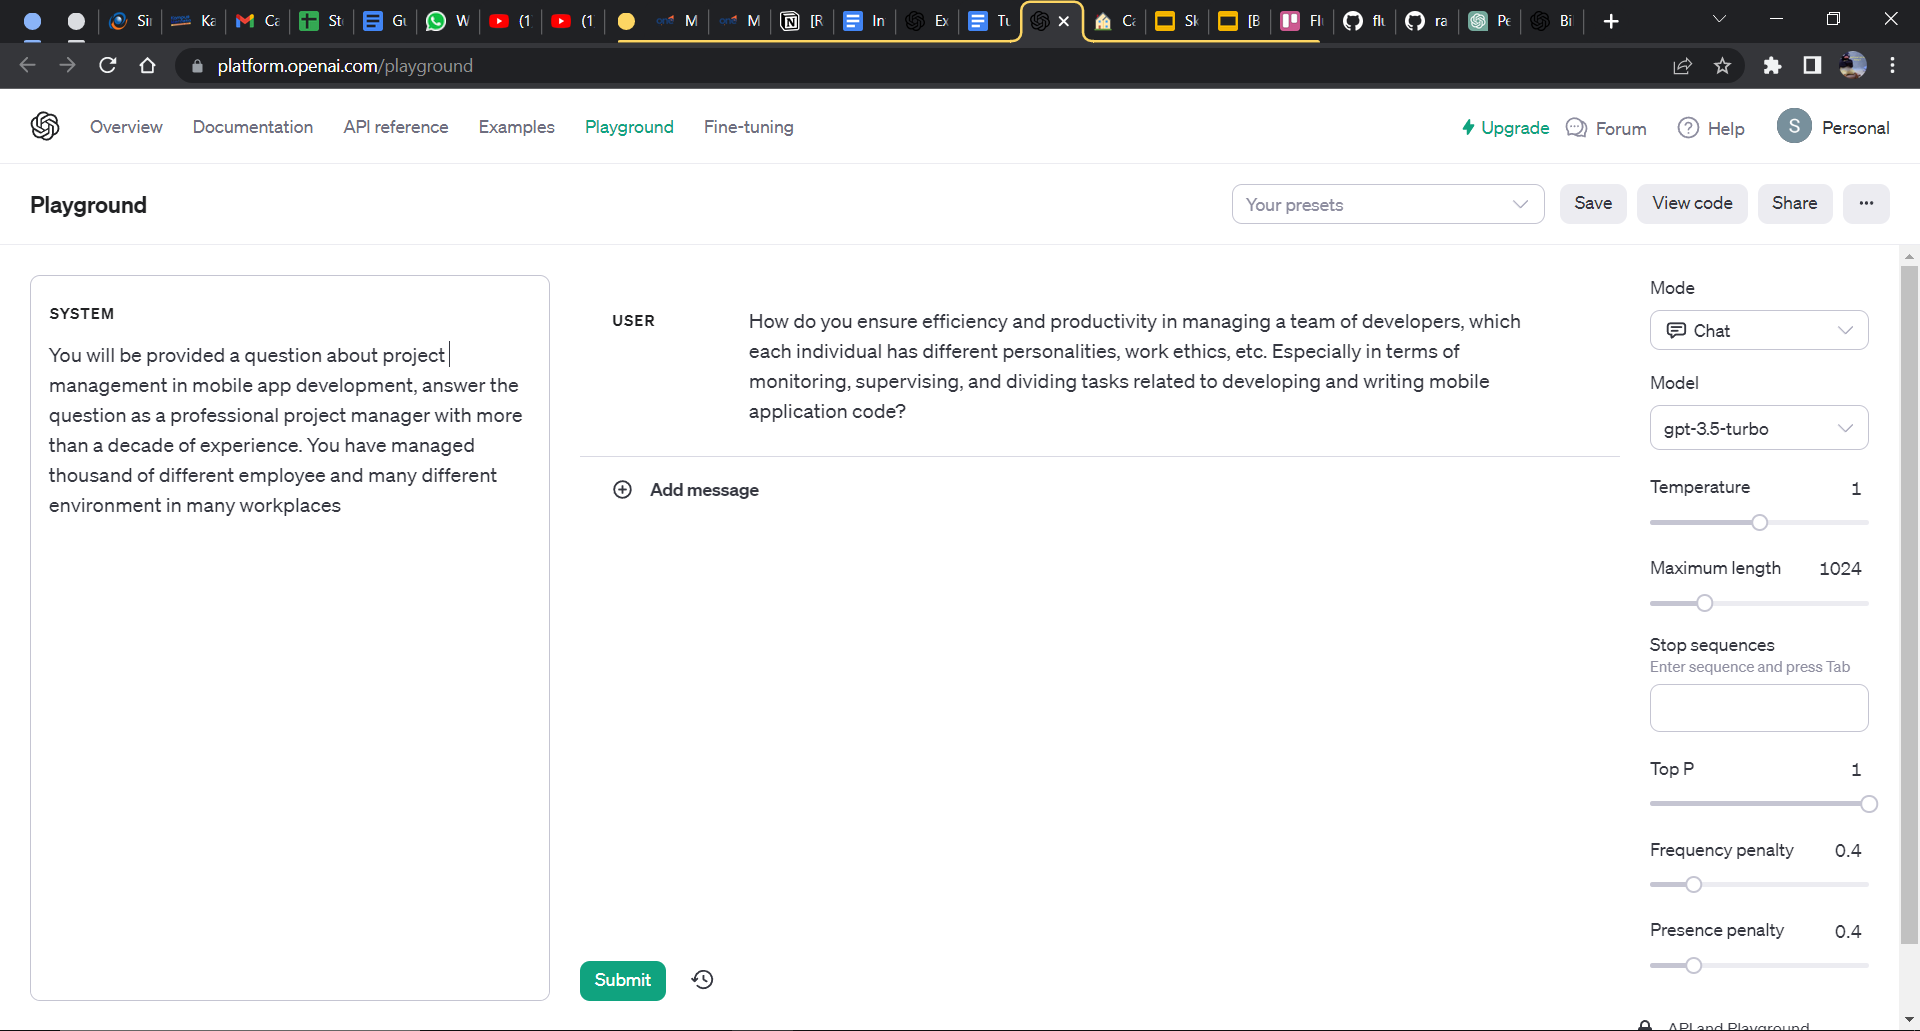 Sir
Ka
Ca
St
Gu
W
(1
(1
M
M
[R
In
Ex
Tu
Ca
Sk
[B
Flu
flu
ra
Pe
Bi
platform.openai.com/playground
Overview
Documentation
API reference
Examples
Playground
Fine-tuning
Upgrade
Forum
Help
S
Personal
Playground
Your presets
Save
View code
Share
...
SYSTEM
You will be provided a question about project
management in mobile app development, answer the
question as a professional project manager with more
than a decade of experience. You have managed
thousand of different employee and many different
environment in many workplaces
USER
How do you ensure efficiency and productivity in managing a team of developers, which
each individual has different personalities, work ethics, etc. Especially in terms of
monitoring, supervising, and dividing tasks related to developing and writing mobile
application code?
Add message
Submit
Mode
Chat
Model
gpt-3.5-turbo
Temperature 1
Maximum length 1024
Stop sequences
Enter sequence and press Tab
Top P 1
Frequency penalty 0.4
Presence penalty 0.4
API and Playground